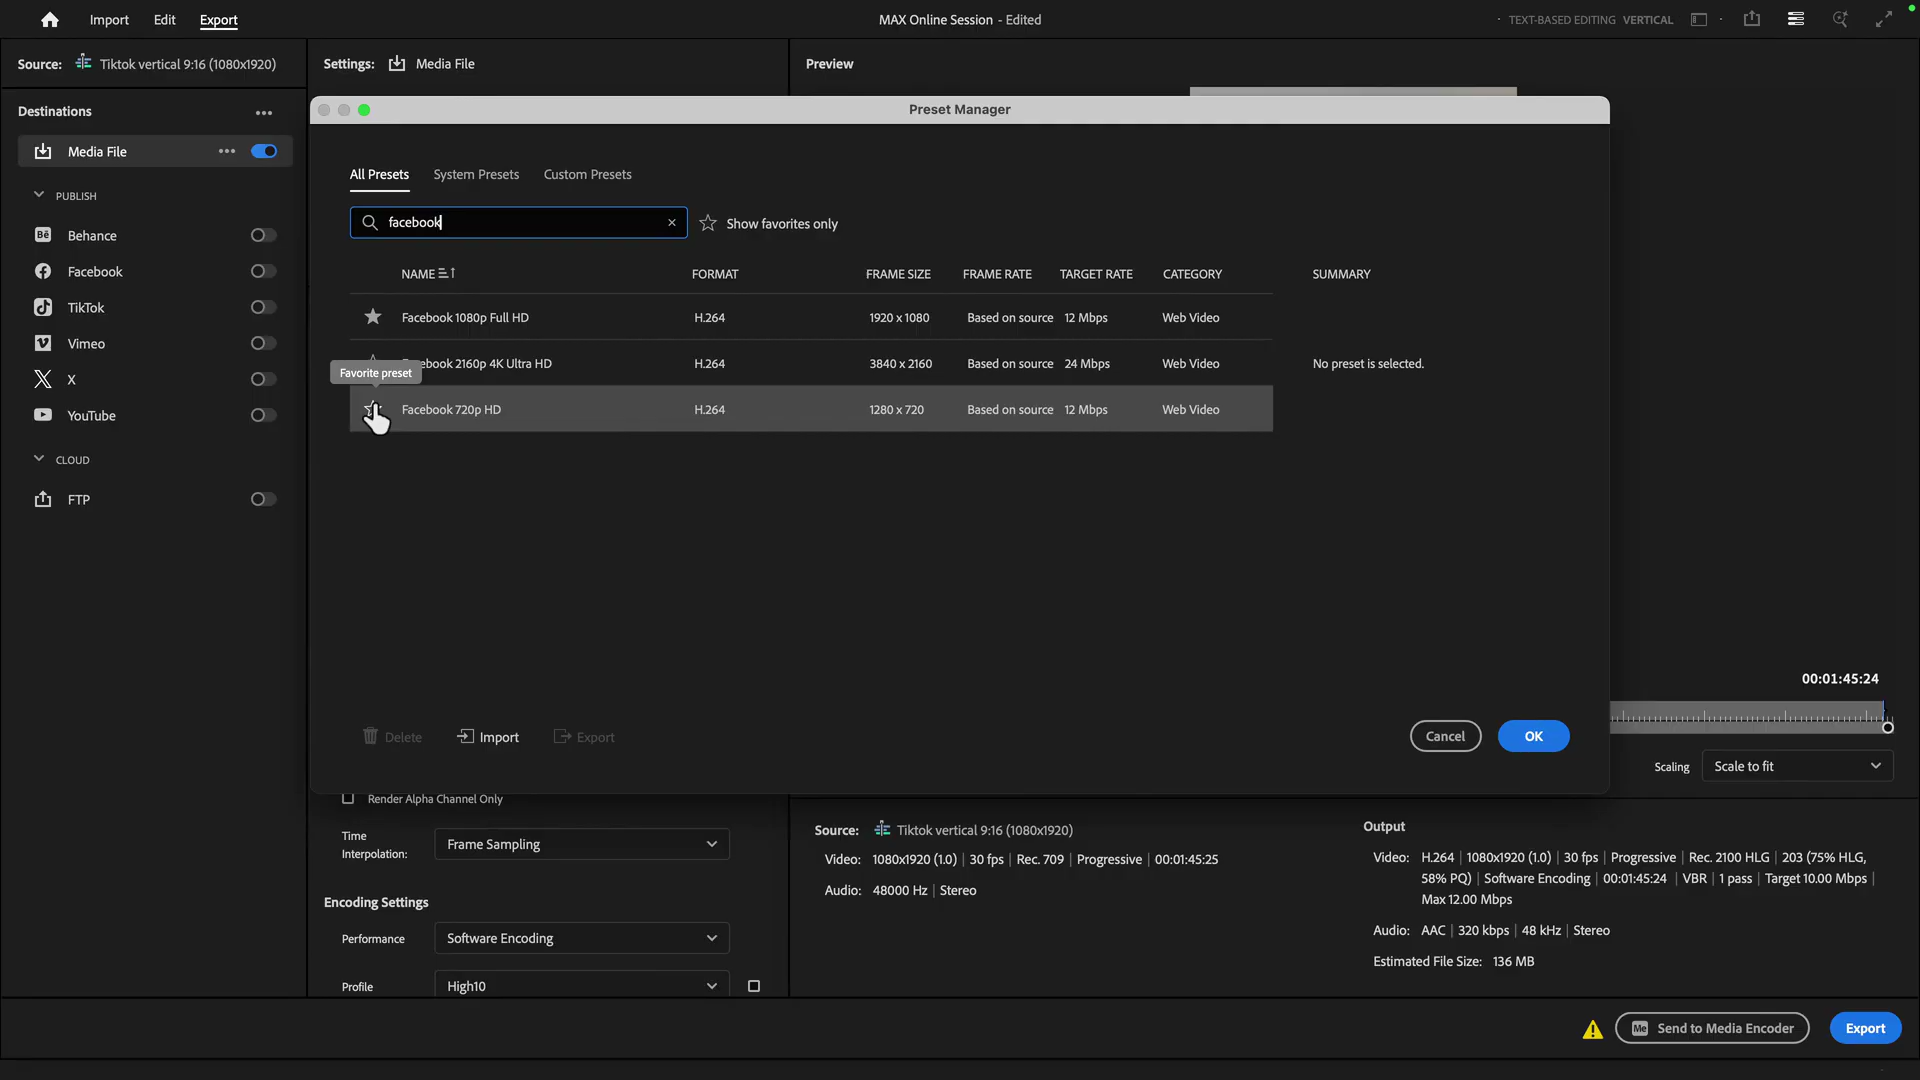 Import Edit Export
MAX Online Session - Edited
TEXT-BASED EDITING VERTICAL
Source: Tiktok vertical 9:16 (1080x1920)
Settings: Media File
Preview
Destinations
Media File
PUBLISH
Behance
Facebook
TikTok
Vimeo
X
YouTube
CLOUD
FTP
Preset Manager
All Presets System Presets Custom Presets
facebook
Show favorites only
NAME FORMAT FRAME SIZE FRAME RATE TARGET RATE CATEGORY SUMMARY
Facebook 1080p Full HD H.264 1920 x 1080 Based on source 12 Mbps Web Video
ebook 2160p 4K Ultra HD H.264 3840 x 2160 Based on source 24 Mbps Web Video
No preset is selected.
Favorite preset
Facebook 720p HD H.264 1280 x 720 Based on source 12 Mbps Web Video
Delete Import Export
Cancel OK
00:01:45:24
Scaling Scale to fit
Render Alpha Channel Only
Time
Interpolation: Frame Sampling
Encoding Settings
Performance Software Encoding
Profile High10
Source: Tiktok vertical 9:16 (1080x1920)
Video: 1080x1920 (1.0) | 30 fps | Rec. 709 | Progressive | 00:01:45:25
Audio: 48000 Hz | Stereo
Output
Video: H.264 | 1080x1920 (1.0) | 30 fps | Progressive | Rec. 2100 HLG | 203 (75% HLG,
58% PQ) | Software Encoding | 00:01:45:24 | VBR | 1 pass | Target 10.00 Mbps |
Max 12.00 Mbps
Audio: AAC | 320 kbps | 48 kHz | Stereo
Estimated File Size: 136 MB
Me Send to Media Encoder
Export